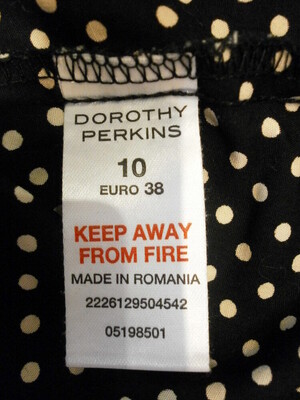 DOROTHY
PERKINS
10
EURO 38
KEEP AWAY
FROM FIRE
MADE IN ROMANIA
2226129504542
05198501